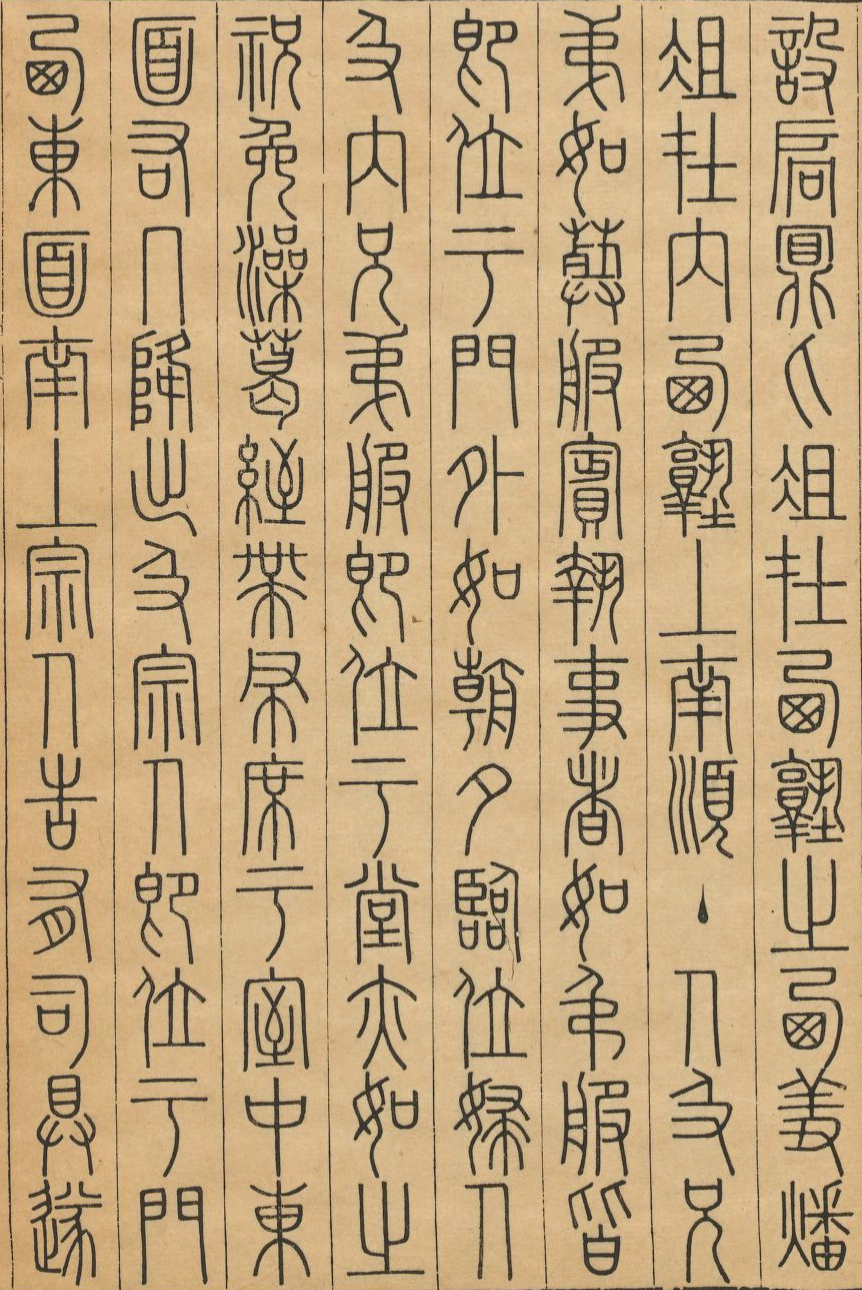 設扃鼏匕俎在西塾之西羞燔
俎在內西塾上南順主人及兄
弟如葬服賓執事者如弔服皆
即位于門外如朝夕臨位婦人
及內兄弟服即位于堂亦如之
祝免澡葛絰帶布席于室中東
面右几降出及宗人即位于門
西東面南上宗人告有司具遂